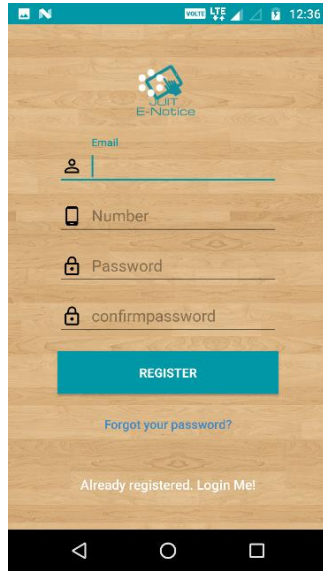 VOLTE LTE 12:36
JUIT
E-Notice
Email
Number
Password
confirmpassword
REGISTER
Forgot your password?
Already registered. Login Me!